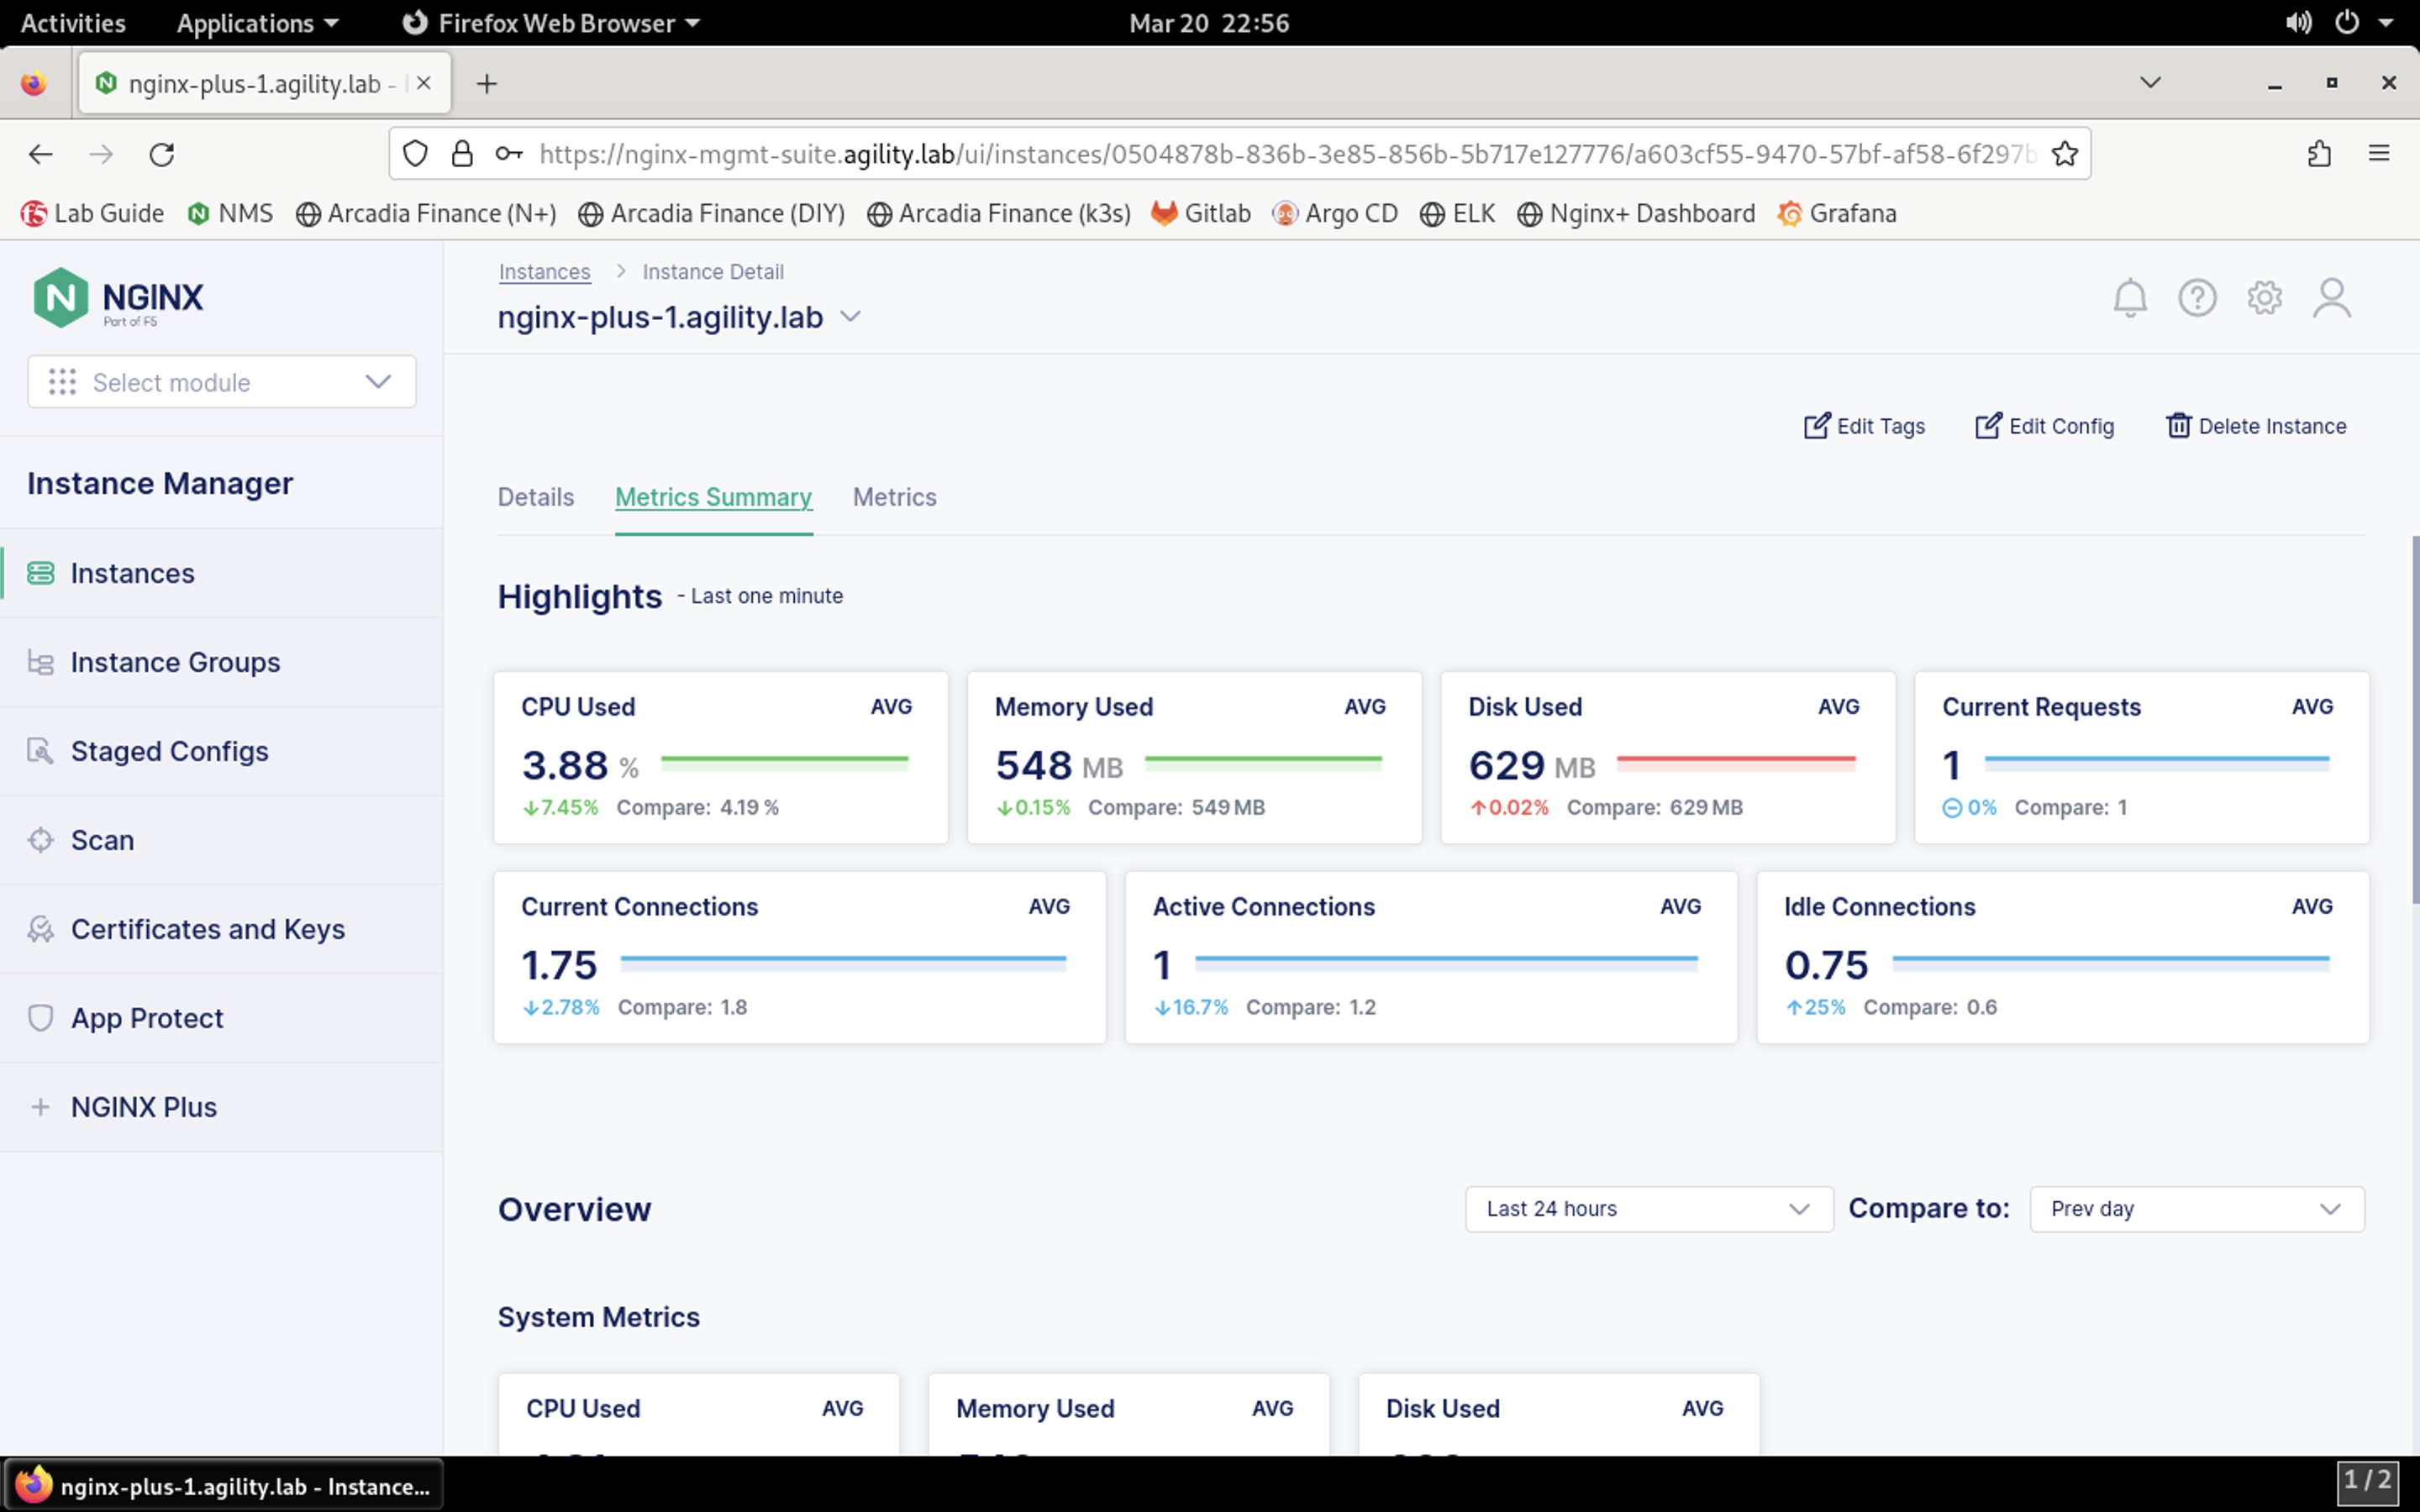 Activities Applications Firefox Web Browser Mar 20 22:56
nginx-plus-1.agility.lab -
https://nginx-mgmt-suite.agility.lab/ui/instances/0504878b-836b-3e85-856b-5b717e127776/a603cf55-9470-57bf-af58-6f297b
Lab Guide NMS Arcadia Finance (N+) Arcadia Finance (DIY) Arcadia Finance (k3s) Gitlab Argo CD ELK Nginx+ Dashboard Grafana
NGINX
Part of F5
Select module
Instance Manager
Instances
Instance Groups
Staged Configs
Scan
Certificates and Keys
App Protect
NGINX Plus
Instances > Instance Detail
nginx-plus-1.agility.lab
Edit Tags Edit Config Delete Instance
Details Metrics Summary Metrics
Highlights - Last one minute
CPU Used AVG
3.88 %
↓7.45% Compare: 4.19 %
Memory Used AVG
548 MB
↓0.15% Compare: 549 MB
Disk Used AVG
629 MB
↑0.02% Compare: 629 MB
Current Requests AVG
1
0% Compare: 1
Current Connections AVG
1.75
↓2.78% Compare: 1.8
Active Connections AVG
1
↓16.7% Compare: 1.2
Idle Connections AVG
0.75
↑25% Compare: 0.6
Overview Last 24 hours Compare to: Prev day
System Metrics
CPU Used AVG
Memory Used AVG
Disk Used AVG
nginx-plus-1.agility.lab - Instance...
1 / 2